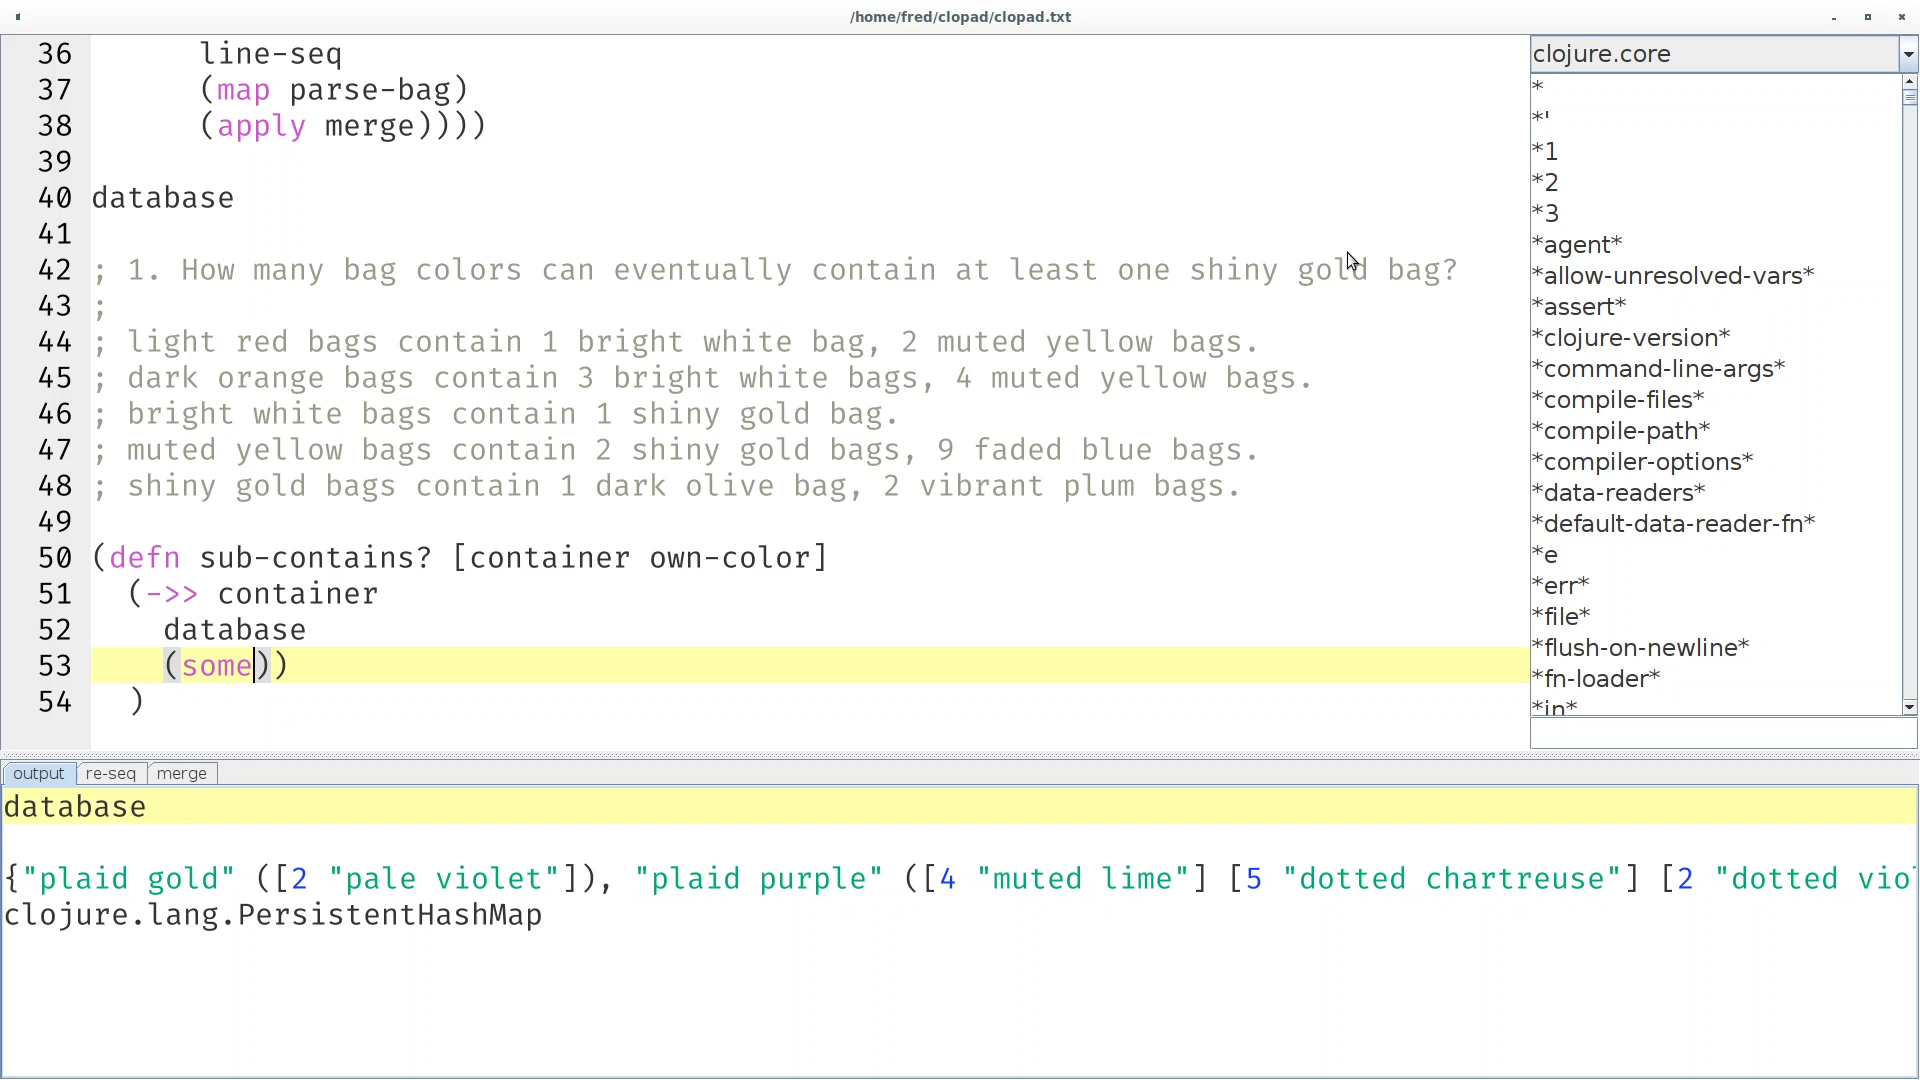 /home/fred/clopad/clopad.txt
36 line-seq
37 (map parse-bag)
38 (apply merge))))
39
40 database
41
42 ; 1. How many bag colors can eventually contain at least one shiny gold bag?
43 ;
44 ; light red bags contain 1 bright white bag, 2 muted yellow bags.
45 ; dark orange bags contain 3 bright white bags, 4 muted yellow bags.
46 ; bright white bags contain 1 shiny gold bag.
47 ; muted yellow bags contain 2 shiny gold bags, 9 faded blue bags.
48 ; shiny gold bags contain 1 dark olive bag, 2 vibrant plum bags.
49
50 (defn sub-contains? [container own-color]
51 (->> container
52 database
53 (some))
54 )
clojure.core
*
*'
*1
*2
*3
*agent*
*allow-unresolved-vars*
*assert*
*clojure-version*
*command-line-args*
*compile-files*
*compile-path*
*compiler-options*
*data-readers*
*default-data-reader-fn*
*e
*err*
*file*
*flush-on-newline*
*fn-loader*
*in*
output re-seq merge
database
{"plaid gold" ([2 "pale violet"]), "plaid purple" ([4 "muted lime"] [5 "dotted chartreuse"] [2 "dotted vio
clojure.lang.PersistentHashMap